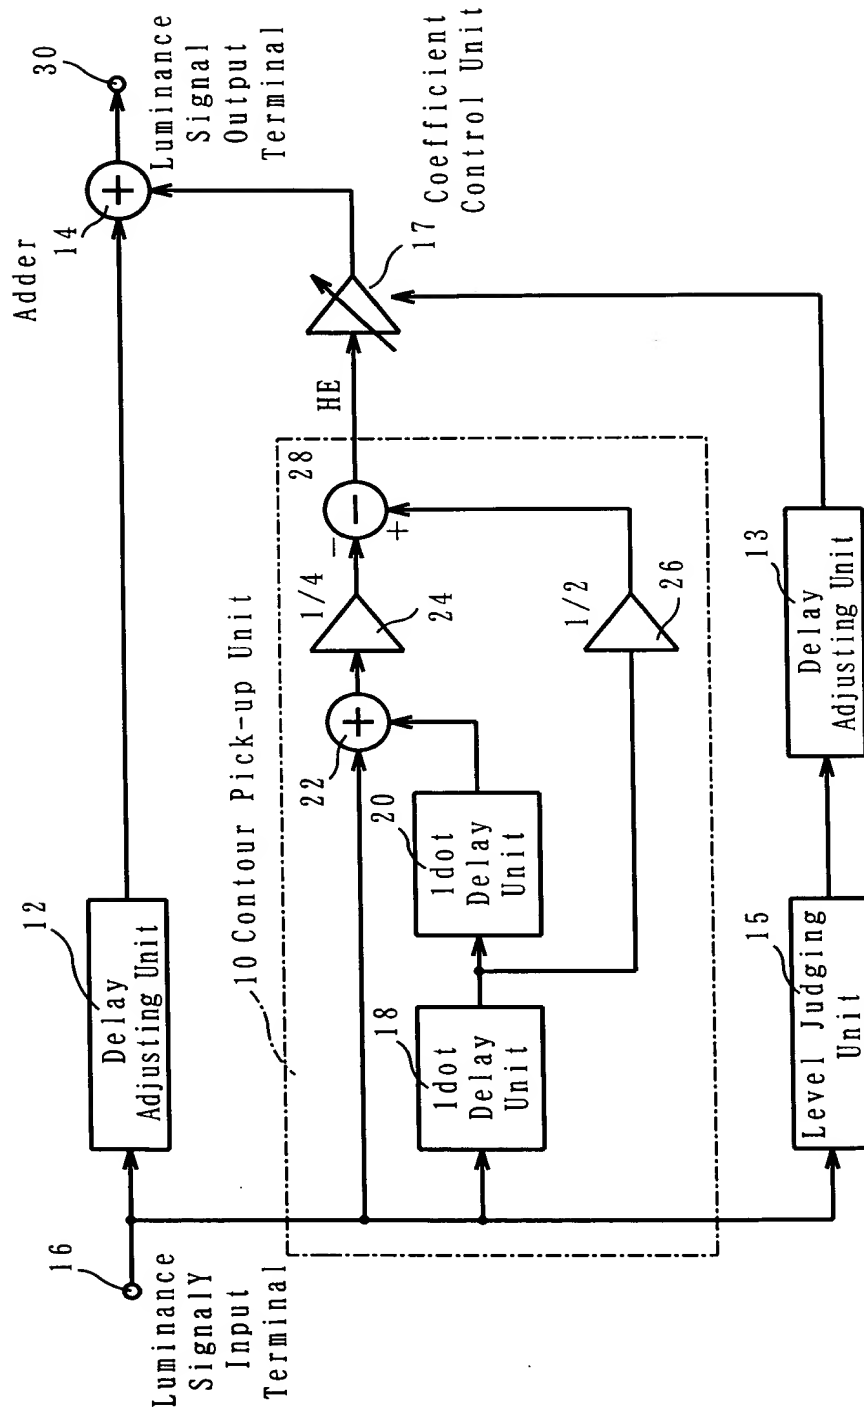 16
Luminance
SignalY
Input
Terminal
12
Delay
Adjusting Unit
Adder
14
30
Luminance
Signal
Output
Terminal
10 Contour Pick-up Unit
18
1dot
Delay
Unit
20
1dot
Delay
Unit
22
1/4
24
28
−
+
HE
17
Coefficient
Control Unit
1/2
26
15
Level Judging
Unit
13
Delay
Adjusting Unit